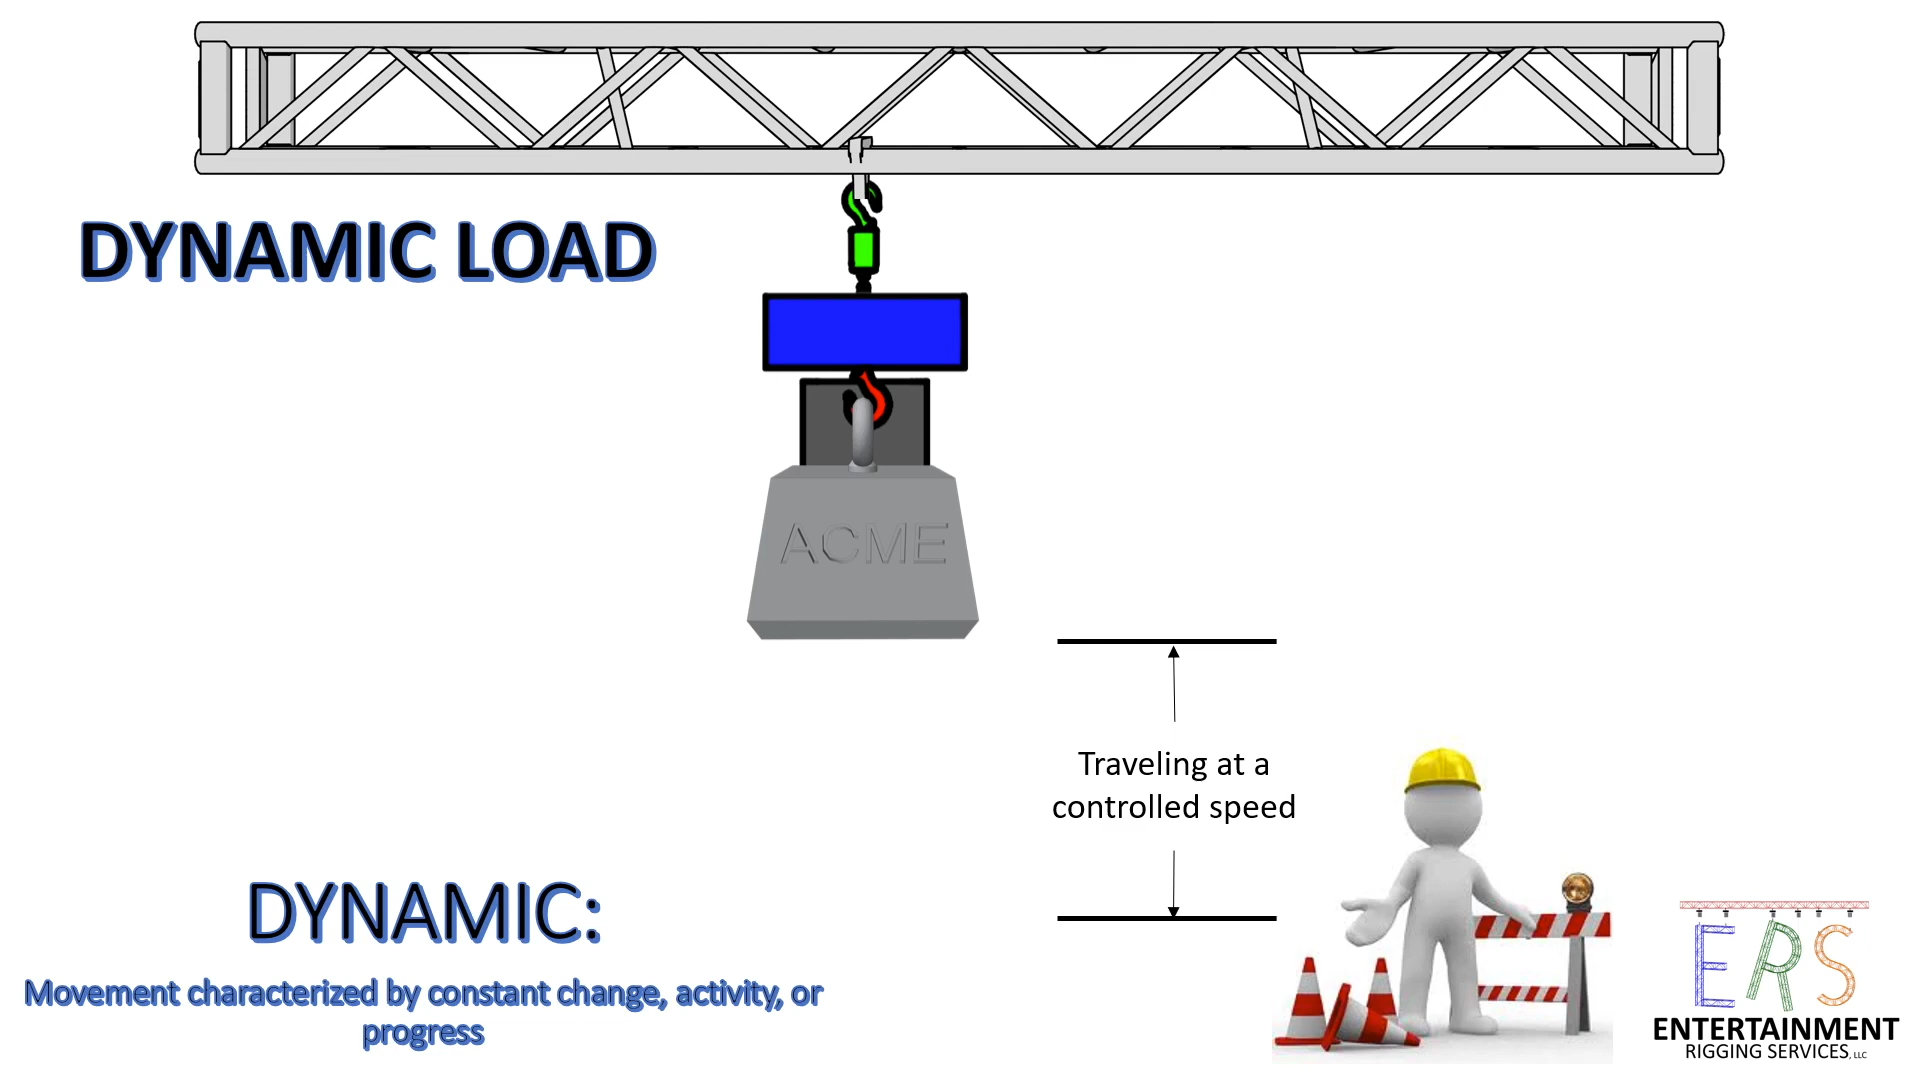 DYNAMIC LOAD
ACME
Traveling at a
controlled speed
DYNAMIC:
Movement characterized by constant change, activity, or
progress
ERS
ENTERTAINMENT
RIGGING SERVICES, LLC